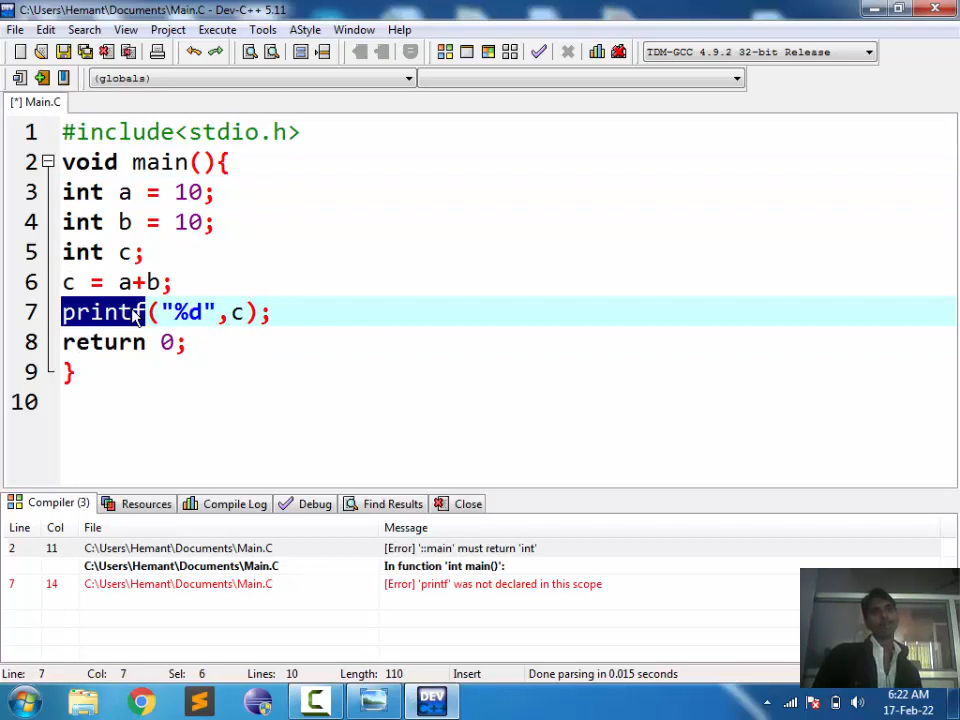 C:\Users\Hemant\Documents\Main.C - Dev-C++ 5.11
File Edit Search View Project Execute Tools AStyle Window Help
TDM-GCC 4.9.2 32-bit Release
(globals)
[*] Main.C
1 #include<stdio.h>
2 void main(){
3 int a = 10;
4 int b = 10;
5 int c;
6 c = a+b;
7 printf("%d",c);
8 return 0;
9 }
10
Compiler (3) Resources Compile Log Debug Find Results Close
Line Col File Message
2 11 C:\Users\Hemant\Documents\Main.C [Error] '::main' must return 'int'
C:\Users\Hemant\Documents\Main.C In function 'int main()':
7 14 C:\Users\Hemant\Documents\Main.C [Error] 'printf' was not declared in this scope
Line: 7 Col: 7 Sel: 6 Lines: 10 Length: 110 Insert Done parsing in 0.015 seconds
DEV C++
6:22 AM
17-Feb-22